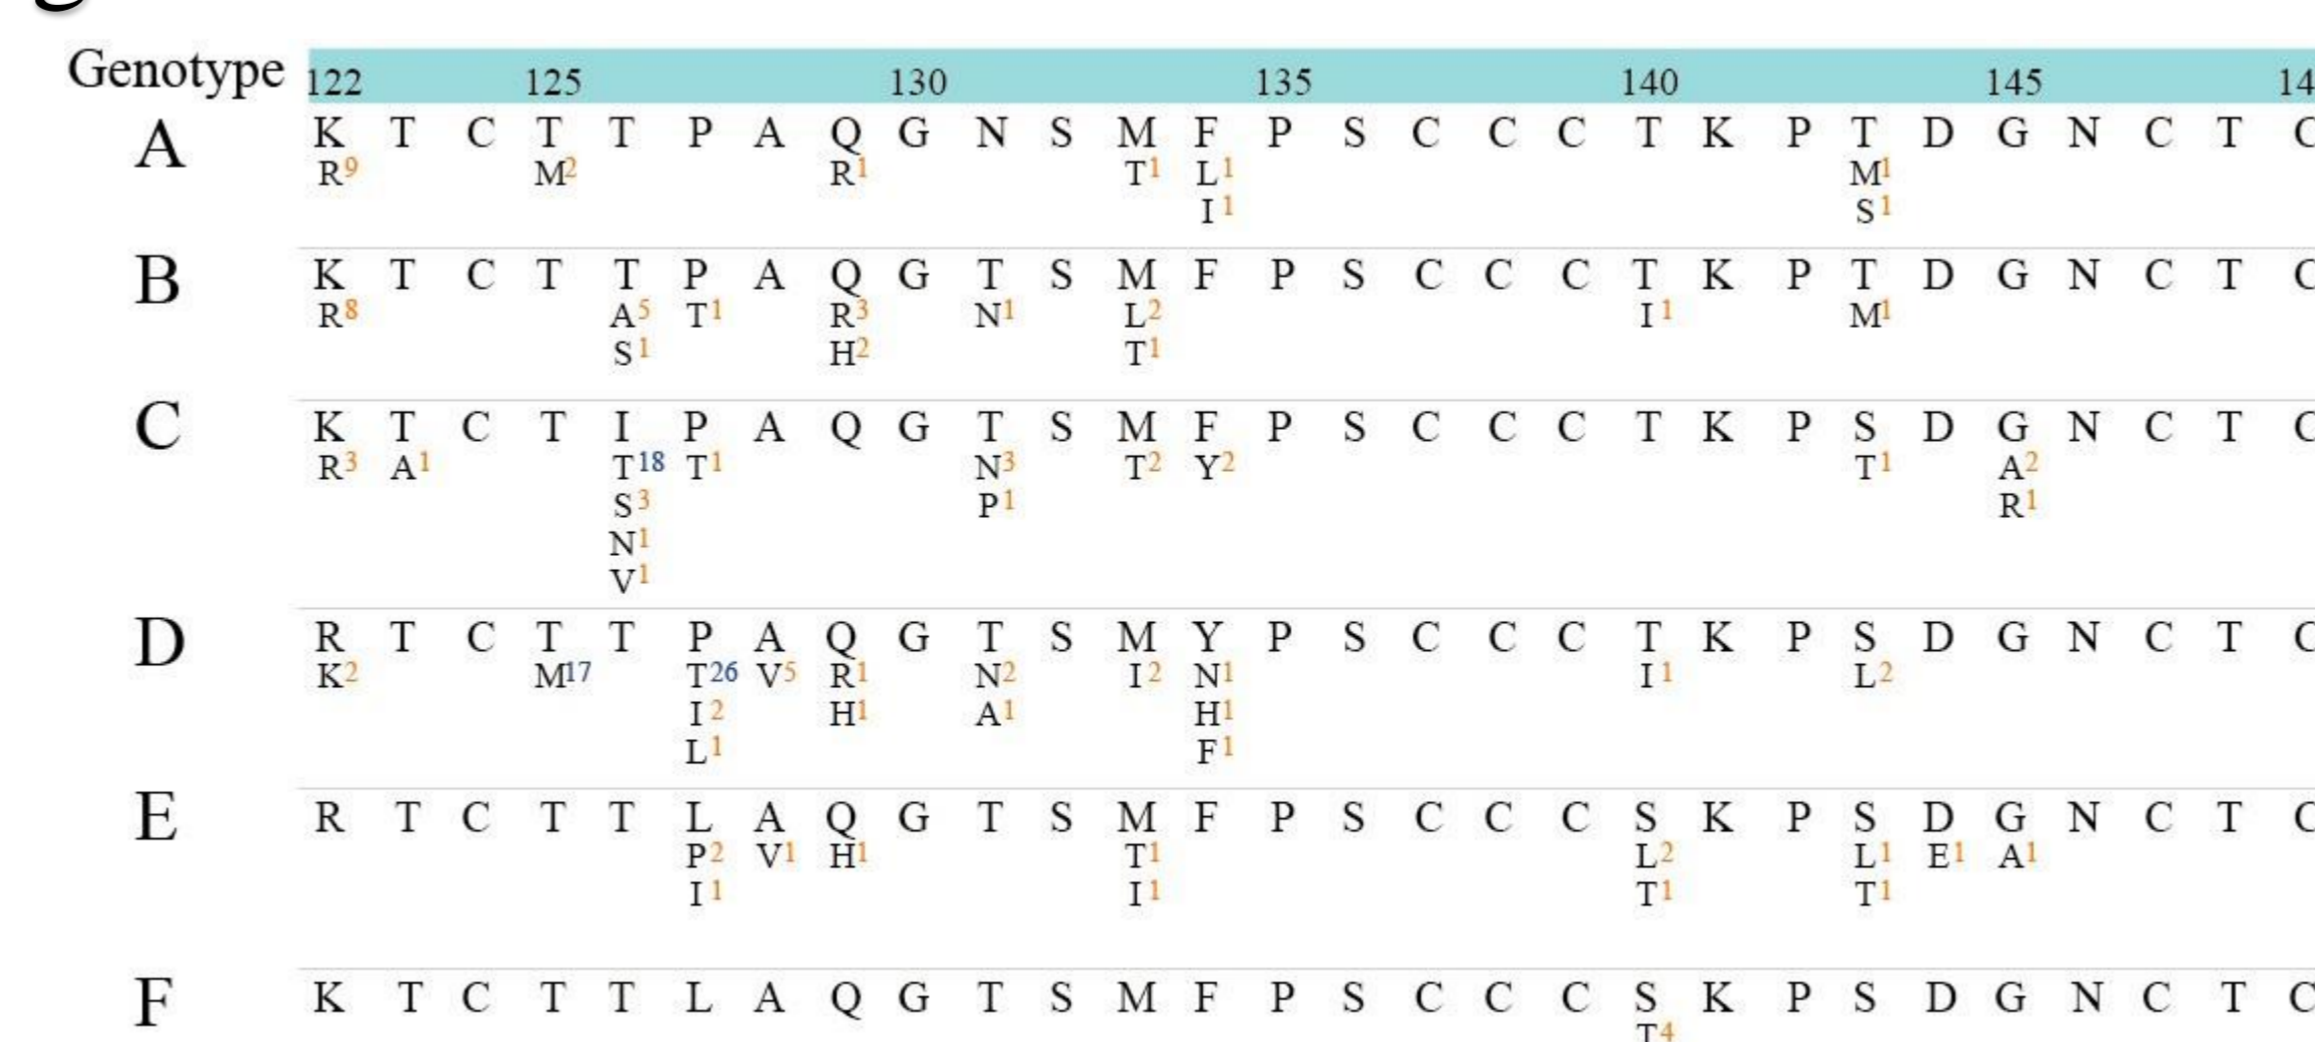 Genotype 122 125 130 135 140 145 14
A K T C T T P A Q G N S M F P S C C C T K P T D G N C T C
R9 M2 R1 T1 L1 M1
I1 S1
B K T C T T P A Q G T S M F P S C C C T K P T D G N C T C
R8 A5 T1 R3 N1 L2 I1 M1
S1 H2 T1
C K T C T I P A Q G T S M F P S C C C T K P S D G N C T C
R3 A1 T18 T1 N3 T2 Y2 T1 A2
S3 P1 R1
N1
V1
D R T C T T P A Q G T S M Y P S C C C T K P S D G N C T C
K2 M17 T26 V5 R1 N2 I2 N1 I1 L2
I2 H1 A1 H1
L1 F1
E R T C T T L A Q G T S M F P S C C C S K P S D G N C T C
P2 V1 H1 T1 L2 L1 E1 A1
I1 I1 T1 T1
F K T C T T L A Q G T S M F P S C C C S K P S D G N C T C
T4